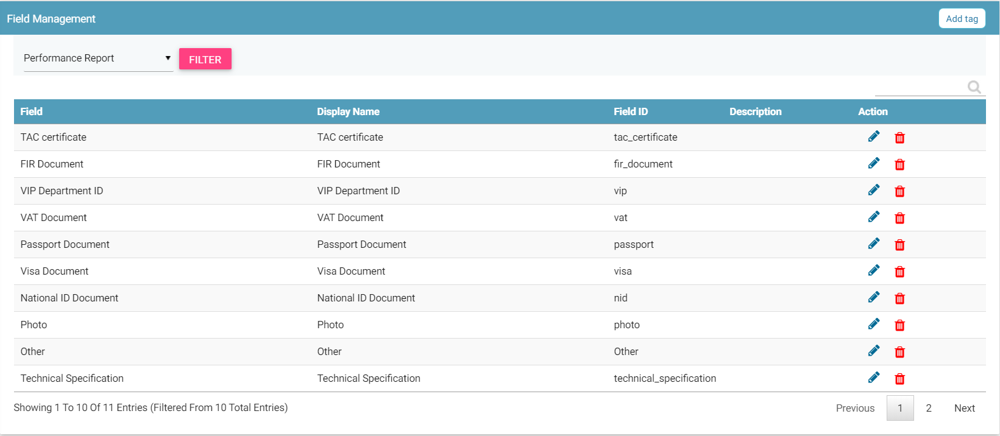 Field Management Add tag
Performance Report FILTER
Field Display Name Field ID Description Action
TAC certificate TAC certificate tac_certificate
FIR Document FIR Document fir_document
VIP Department ID VIP Department ID vip
VAT Document VAT Document vat
Passport Document Passport Document passport
Visa Document Visa Document visa
National ID Document National ID Document nid
Photo Photo photo
Other Other Other
Technical Specification Technical Specification technical_specification
Showing 1 To 10 Of 11 Entries (Filtered From 10 Total Entries) Previous 1 2 Next